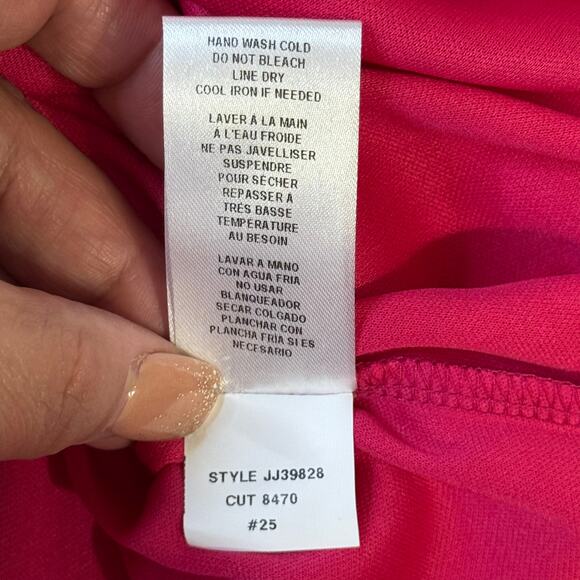 HAND WASH COLD
DO NOT BLEACH
LINE DRY
COOL IRON IF NEEDED
LAVER À LA MAIN
À L'EAU FROIDE
NE PAS JAVELLISER
SUSPENDRE
POUR SÉCHER
REPASSER À
TRÈS BASSE
TEMPÉRATURE
AU BESOIN
LAVAR A MANO
CON AGUA FRIA
NO USAR
BLANQUEADOR
SECAR COLGADO
PLANCHAR CON
PLANCHA FRIA SI ES
NECESARIO
STYLE JJ39828
CUT 8470
#25